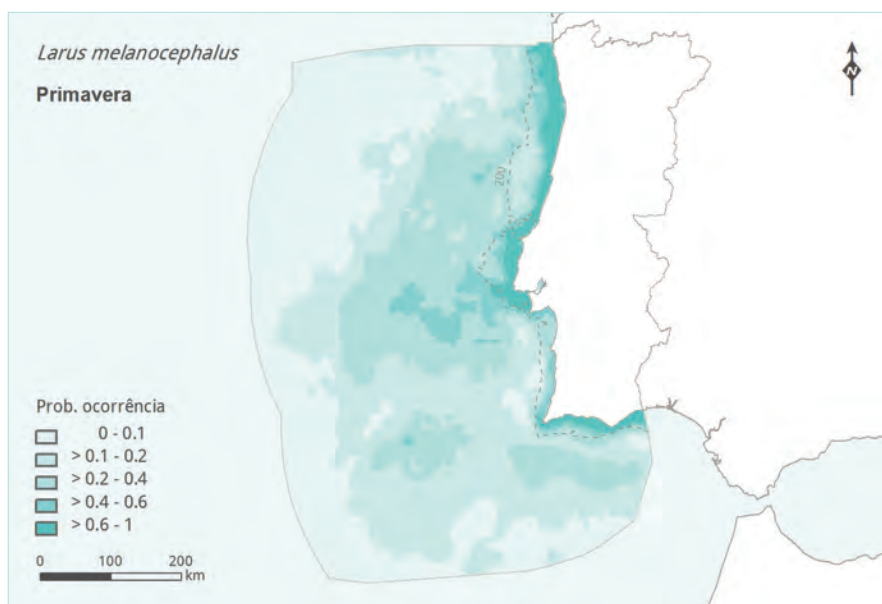 Larus melanocephalus
Primavera
N
200
Prob. ocorrência
0 - 0.1
> 0.1 - 0.2
> 0.2 - 0.4
> 0.4 - 0.6
> 0.6 - 1
0 100 200
km